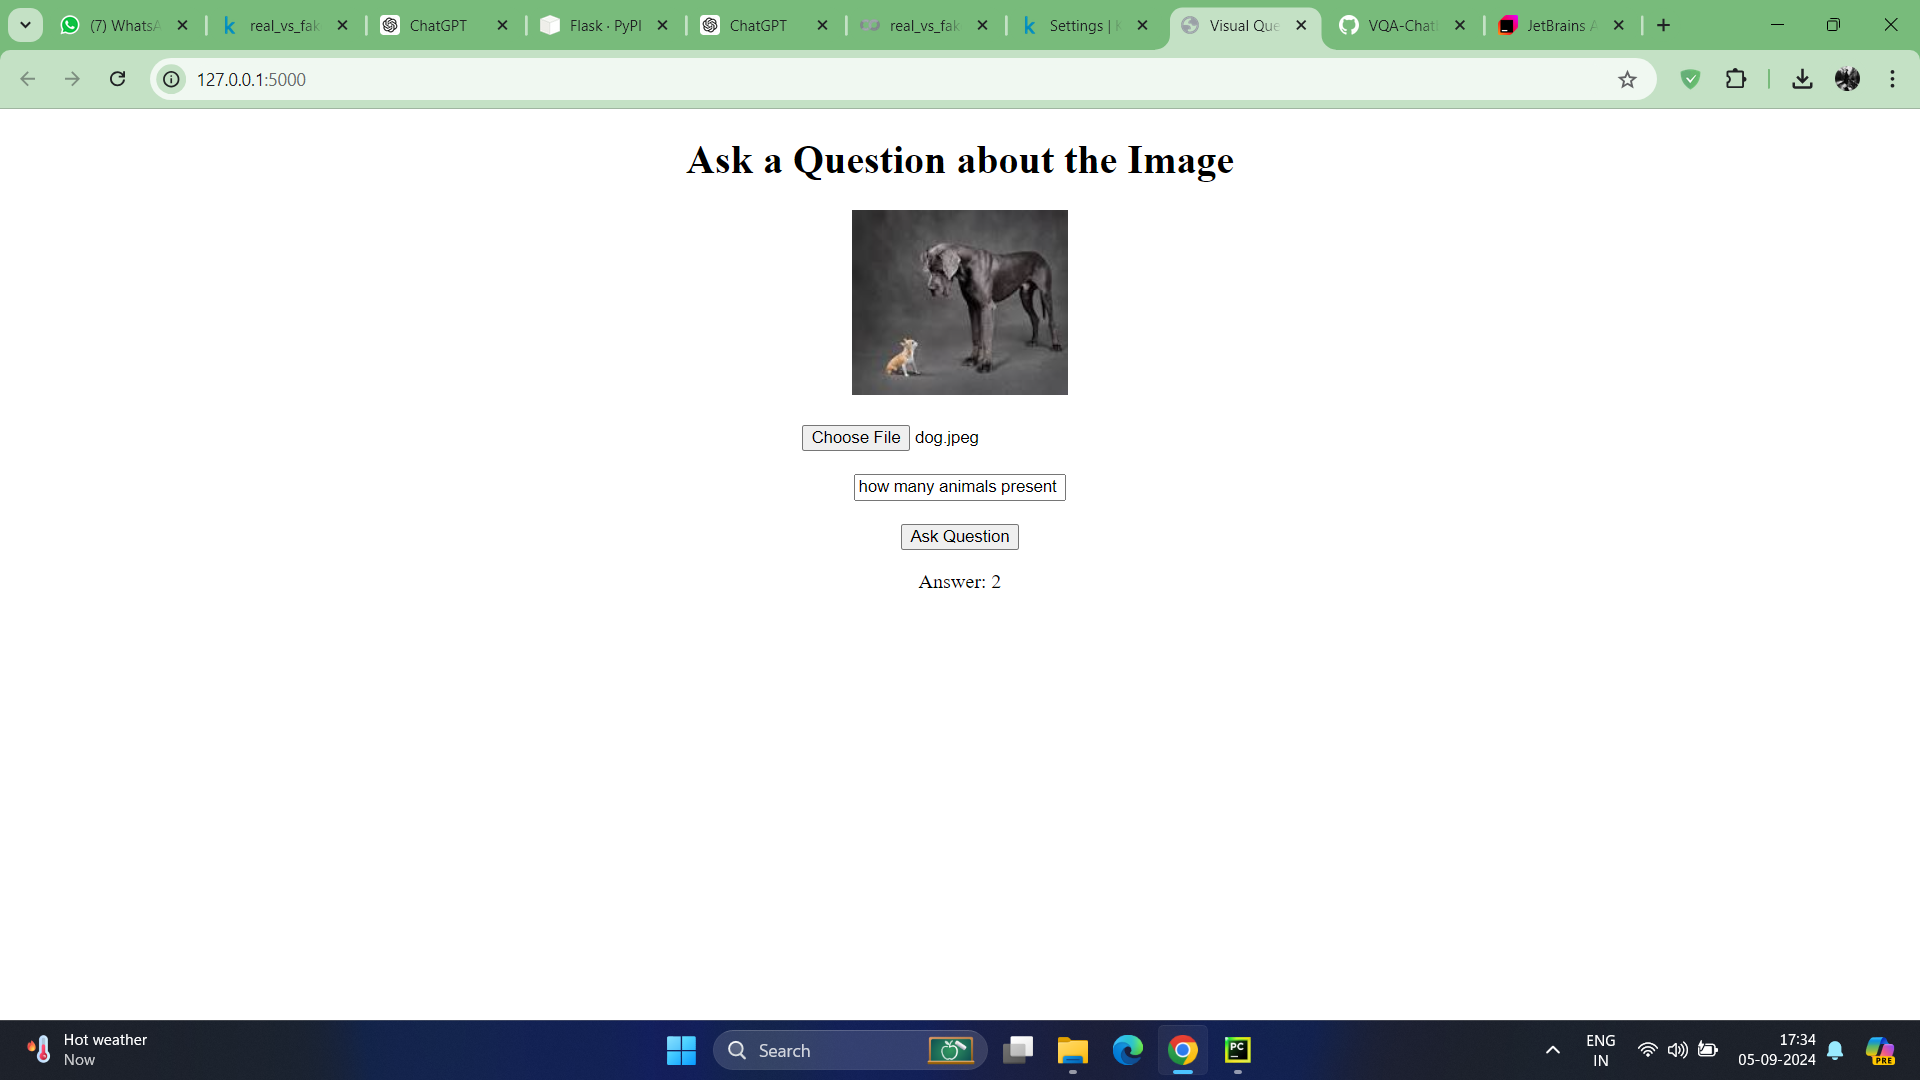 (7) WhatsA
real_vs_fak
ChatGPT
Flask · PyPI
ChatGPT
real_vs_fak
Settings | K
Visual Que
VQA-Chat
JetBrains A
127.0.0.1:5000
Ask a Question about the Image
Choose File dog.jpeg
how many animals present
Ask Question
Answer: 2
Hot weather
Now
Search
PC
ENG
IN
17:34
05-09-2024
PRE